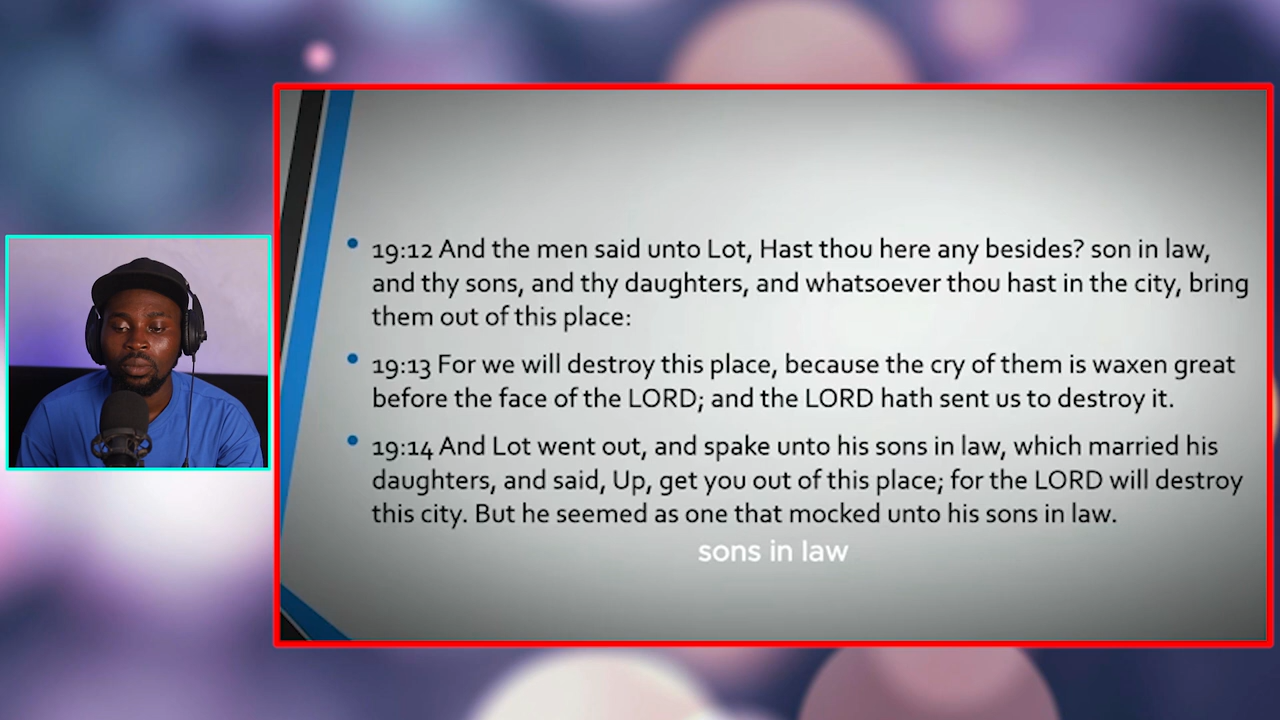 19:12 And the men said unto Lot, Hast thou here any besides? son in law,
and thy sons, and thy daughters, and whatsoever thou hast in the city, bring
them out of this place:
19:13 For we will destroy this place, because the cry of them is waxen great
before the face of the LORD; and the LORD hath sent us to destroy it.
19:14 And Lot went out, and spake unto his sons in law, which married his
daughters, and said, Up, get you out of this place; for the LORD will destroy
this city. But he seemed as one that mocked unto his sons in law.
sons in law